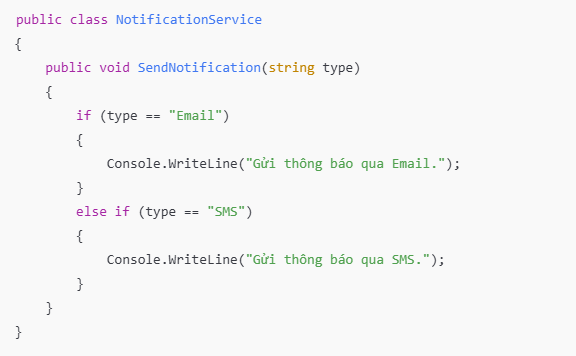 public class NotificationService
{
    public void SendNotification(string type)
    {
        if (type == "Email")
        {
            Console.WriteLine("Gửi thông báo qua Email.");
        }
        else if (type == "SMS")
        {
            Console.WriteLine("Gửi thông báo qua SMS.");
        }
    }
}